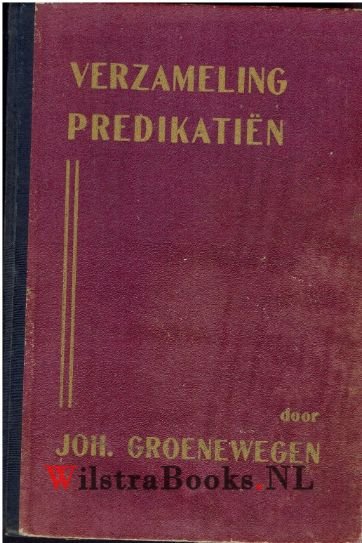 VERZAMELING
PREDIKATIËN
door
JOH. GROENEWEGEN
WilstraBooks.NL